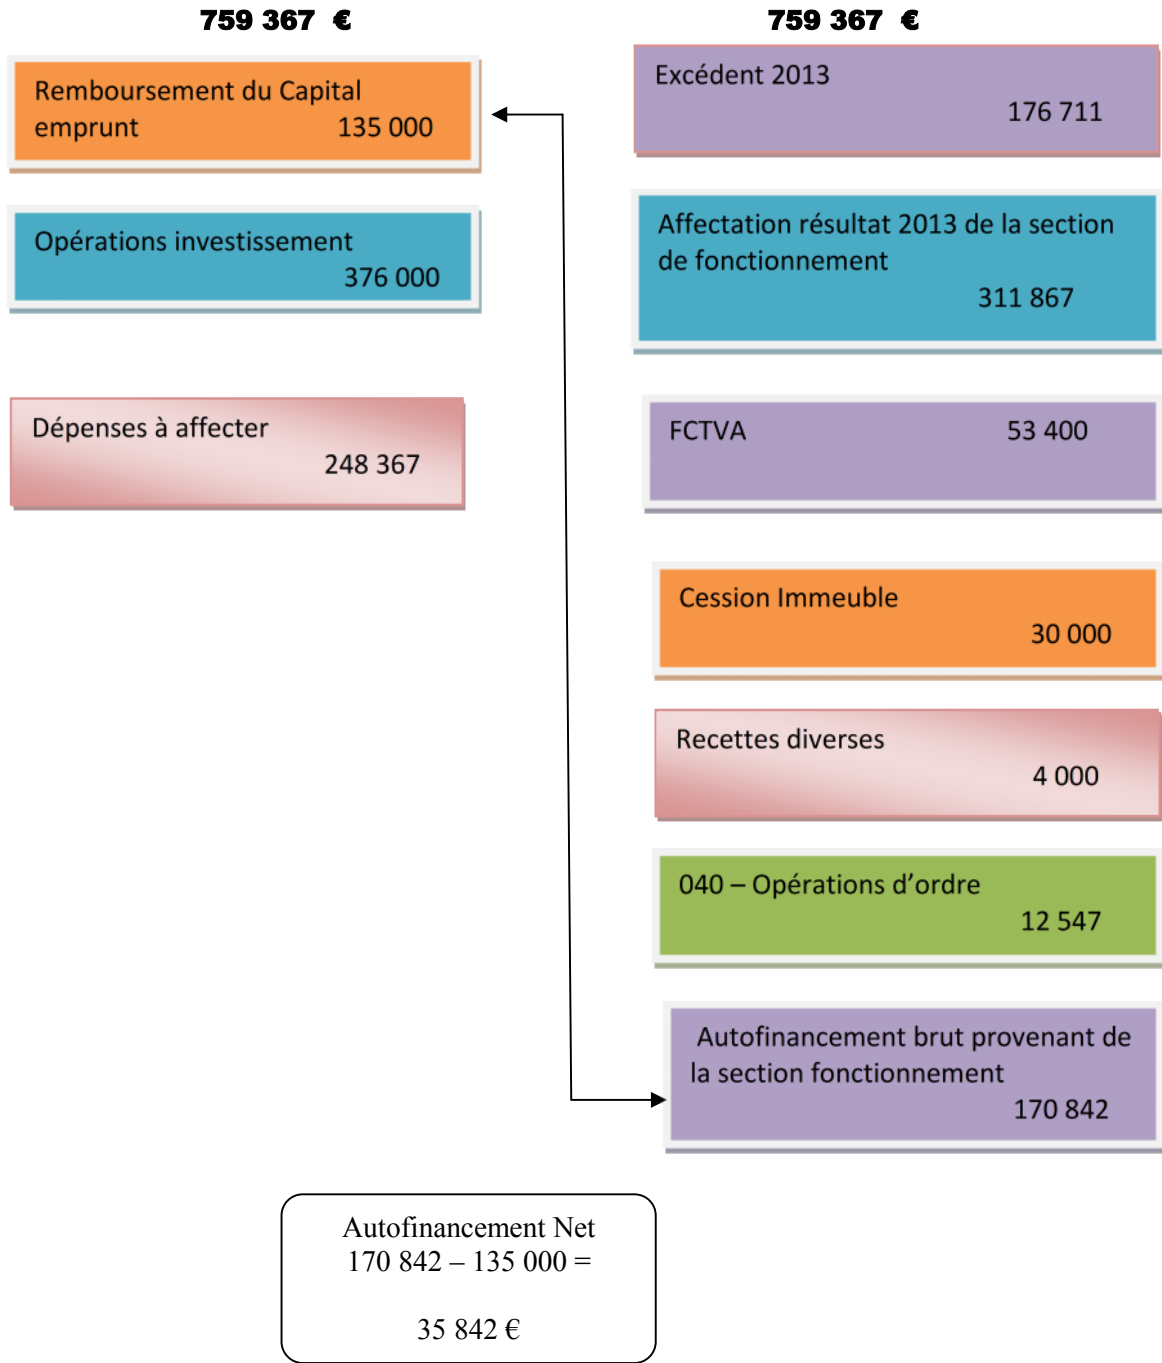 759 367 €
Remboursement du Capital
emprunt 135 000
Opérations investissement
376 000
Dépenses à affecter
248 367
759 367 €
Excédent 2013
176 711
Affectation résultat 2013 de la section
de fonctionnement
311 867
FCTVA 53 400
Cession Immeuble
30 000
Recettes diverses
4 000
040 – Opérations d’ordre
12 547
Autofinancement brut provenant de
la section fonctionnement
170 842
Autofinancement Net
170 842 – 135 000 =
35 842 €